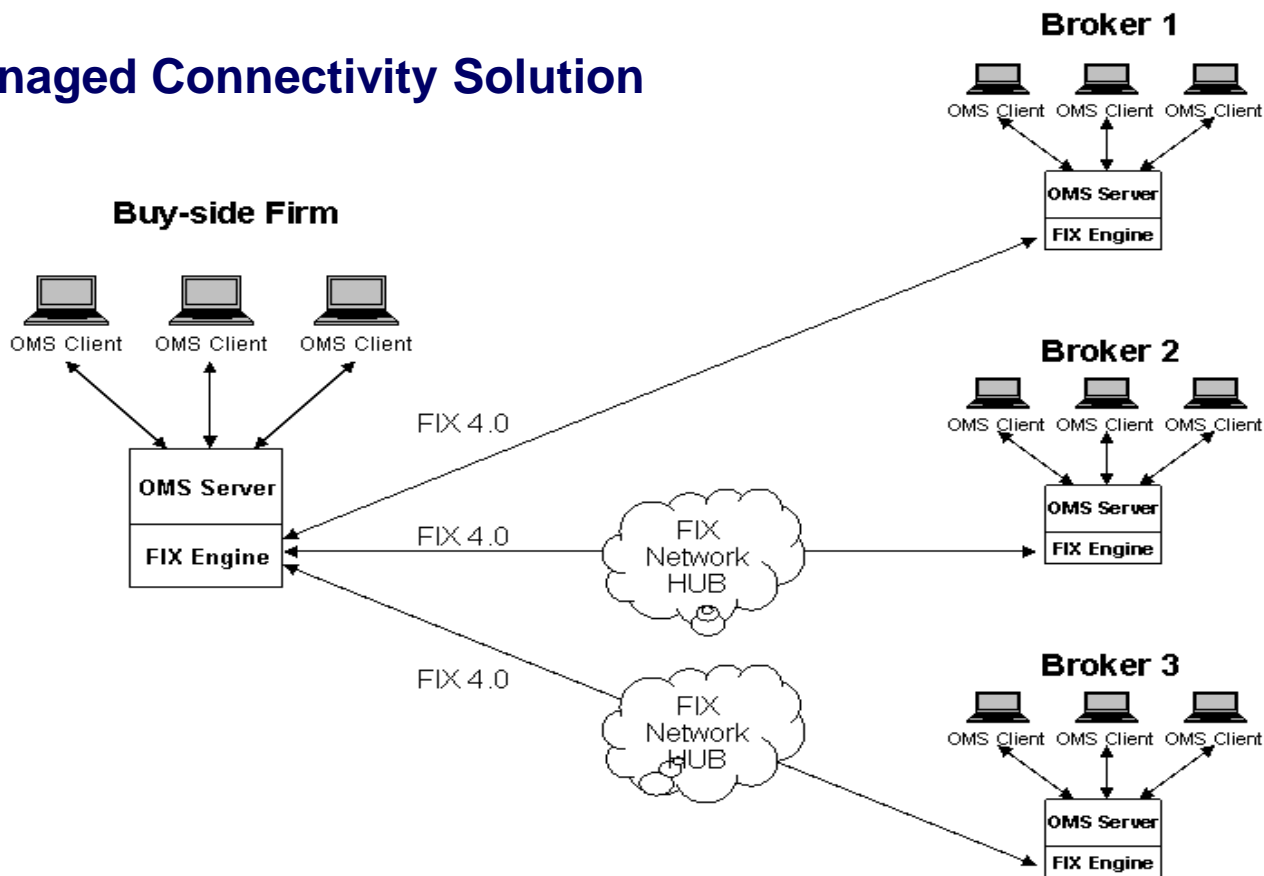 naged Connectivity Solution
Buy-side Firm
OMS Client OMS Client OMS Client
OMS Server
FIX Engine
FIX 4.0
FIX 4.0
FIX 4.0
FIX
Network
HUB
FIX
Network
HUB
Broker 1
OMS Client OMS Client OMS Client
OMS Server
FIX Engine
Broker 2
OMS Client OMS Client OMS Client
OMS Server
FIX Engine
Broker 3
OMS Client OMS Client OMS Client
OMS Server
FIX Engine